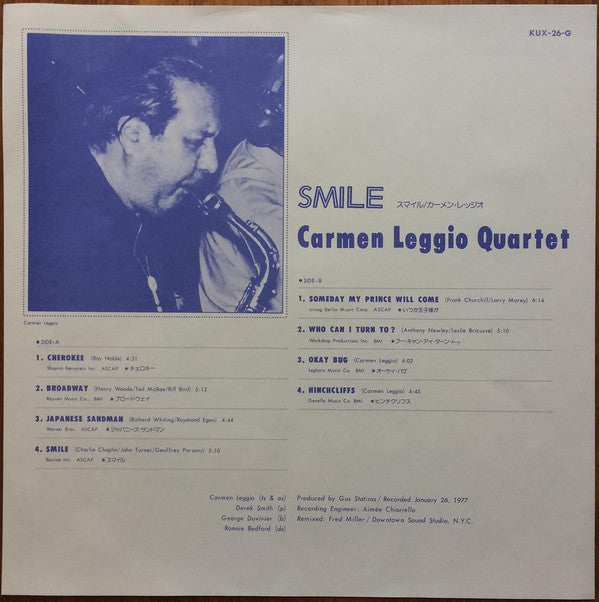 KUX-26-G
SMILE スマイル/カーメン・レッジオ
Carmen Leggio Quartet
Carmen Leggio
●SIDE-A
1. CHEROKEE (Ray Noble) 4:51
Shapiro Bernstein Inc. ASCAP ★チェロキー
2. BROADWAY (Henry Woode/Ted McRae/Bill Bird) 5:12
Rayven Music Co., BMI ★ブロードウェイ
3. JAPANESE SANDMAN (Richard Whining/Raymond Egan) 4:44
Warner Bros. ASCAP ★ジャパニーズ・サンドマン
4. SMILE (Charlie Chaplin/John Turner/Geoffrey Parsons) 5:10
Bourne Inc. ASCAP ★スマイル
●SIDE-B
1. SOMEDAY MY PRINCE WILL COME (Frank Churchill/Larry Morey) 6:14
Irving Berlin Music Corp. ASCAP ★いつか王子様が
2. WHO CAN I TURN TO? (Anthony Newley/Leslie Bricusse) 5:10
Workshop Productions Inc. BMI ★フー・キャン・アイ・ターン・トゥ
3. OKAY BUG (Carmen Leggio) 4:02
Leghorn Music Co. BMI ★オーケイ・バグ
4. HINCHCLIFFS (Carmen Leggio) 4:45
Genelle Music Co. BMI ★ヒンチクリフス
Carmen Leggio (ts & as)
Derek Smith (p)
George Duvivier (b)
Ronnie Bedford (ds)
Produced by Gus Statiros/Recorded January 26, 1977
Recording Engineer: Aimée Chiariello
Remixed: Fred Miller/Downtown Sound Studio, N.Y.C.